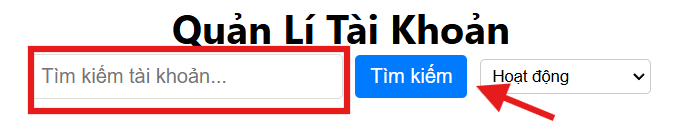 Quản Lí Tài Khoản
Tìm kiếm tài khoản... Tìm kiếm Hoạt động